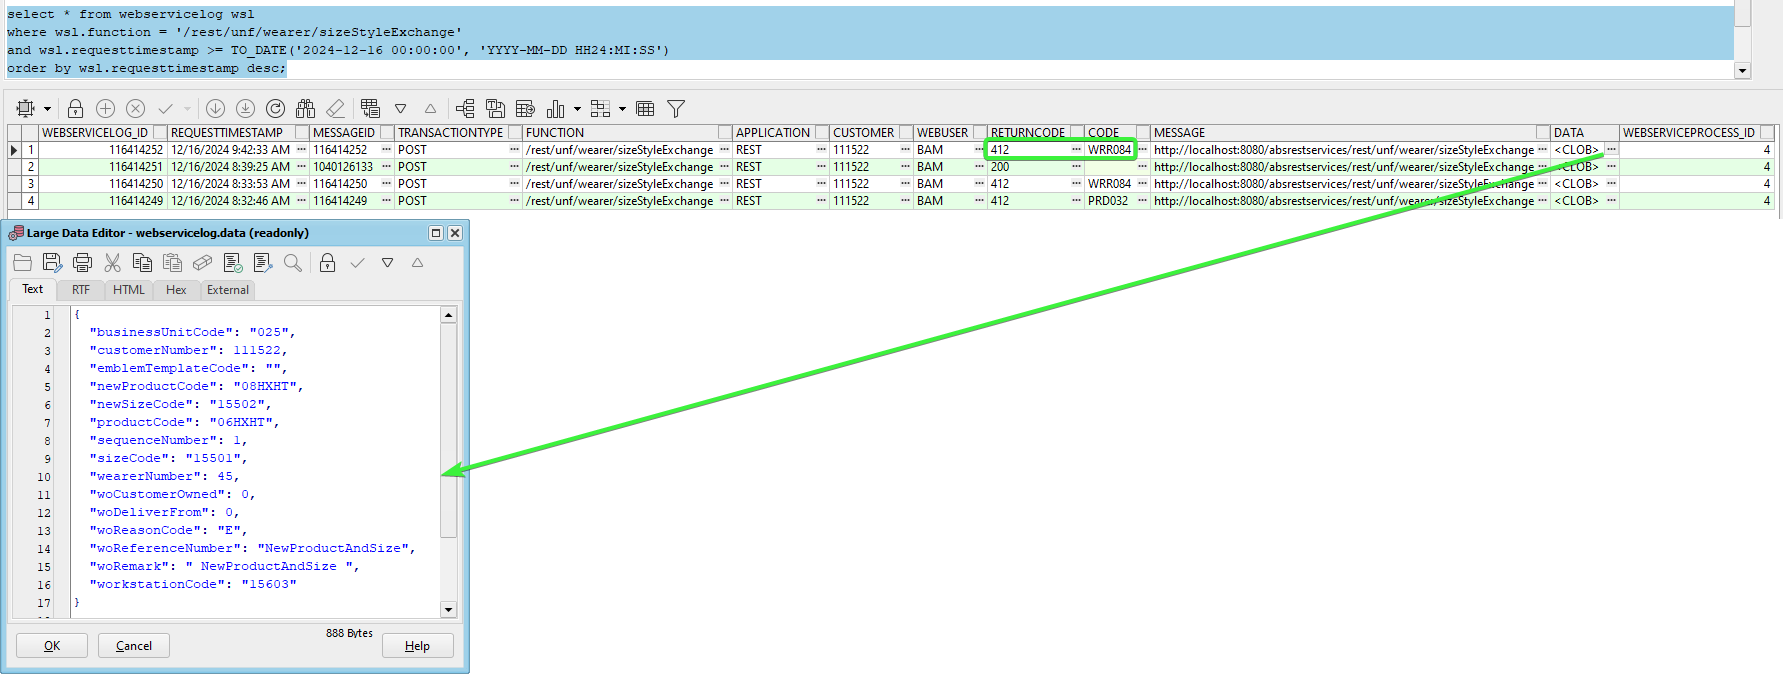 select * from webservicelog wsl
where wsl.function = '/rest/unf/wearer/sizeStyleExchange'
and wsl.requesttimestamp >= TO_DATE('2024-12-16 00:00:00', 'YYYY-MM-DD HH24:MI:SS')
order by wsl.requesttimestamp desc;
WEBSERVICELOG_ID REQUESTTIMESTAMP MESSAGEID TRANSACTIONTYPE FUNCTION APPLICATION CUSTOMER WEBUSER RETURNCODE CODE MESSAGE DATA WEBSERVICEPROCESS_ID
1 116414252 12/16/2024 9:42:33 AM ··· 116414252 ··· POST ··· /rest/unf/wearer/sizeStyleExchange ··· REST ··· 111522 ··· BAM ··· 412 ··· WRR084 ··· http://localhost:8080/absrestservices/rest/unf/wearer/sizeStyleExchange ··· <CLOB> ··· 4
2 116414251 12/16/2024 8:39:25 AM ··· 1040126133 ··· POST ··· /rest/unf/wearer/sizeStyleExchange ··· REST ··· 111522 ··· BAM ··· 200 ··· ··· http://localhost:8080/absrestservices/rest/unf/wearer/sizeStyleExchange ··· <CLOB> ··· 4
3 116414250 12/16/2024 8:33:53 AM ··· 116414250 ··· POST ··· /rest/unf/wearer/sizeStyleExchange ··· REST ··· 111522 ··· BAM ··· 412 ··· WRR084 ··· http://localhost:8080/absrestservices/rest/unf/wearer/sizeStyleExchange ··· <CLOB> ··· 4
4 116414249 12/16/2024 8:32:46 AM ··· 116414249 ··· POST ··· /rest/unf/wearer/sizeStyleExchange ··· REST ··· 111522 ··· BAM ··· 412 ··· PRD032 ··· http://localhost:8080/absrestservices/rest/unf/wearer/sizeStyleExchange ··· <CLOB> ··· 4
Large Data Editor - webservicelog.data (readonly)
Text RTF HTML Hex External
1 {
2 "businessUnitCode": "025",
3 "customerNumber": 111522,
4 "emblemTemplateCode": "",
5 "newProductCode": "08HXHT",
6 "newSizeCode": "15502",
7 "productCode": "06HXHT",
8 "sequenceNumber": 1,
9 "sizeCode": "15501",
10 "wearerNumber": 45,
11 "woCustomerOwned": 0,
12 "woDeliverFrom": 0,
13 "woReasonCode": "E",
14 "woReferenceNumber": "NewProductAndSize",
15 "woRemark": " NewProductAndSize ",
16 "workstationCode": "15603"
17 }
888 Bytes
OK Cancel Help